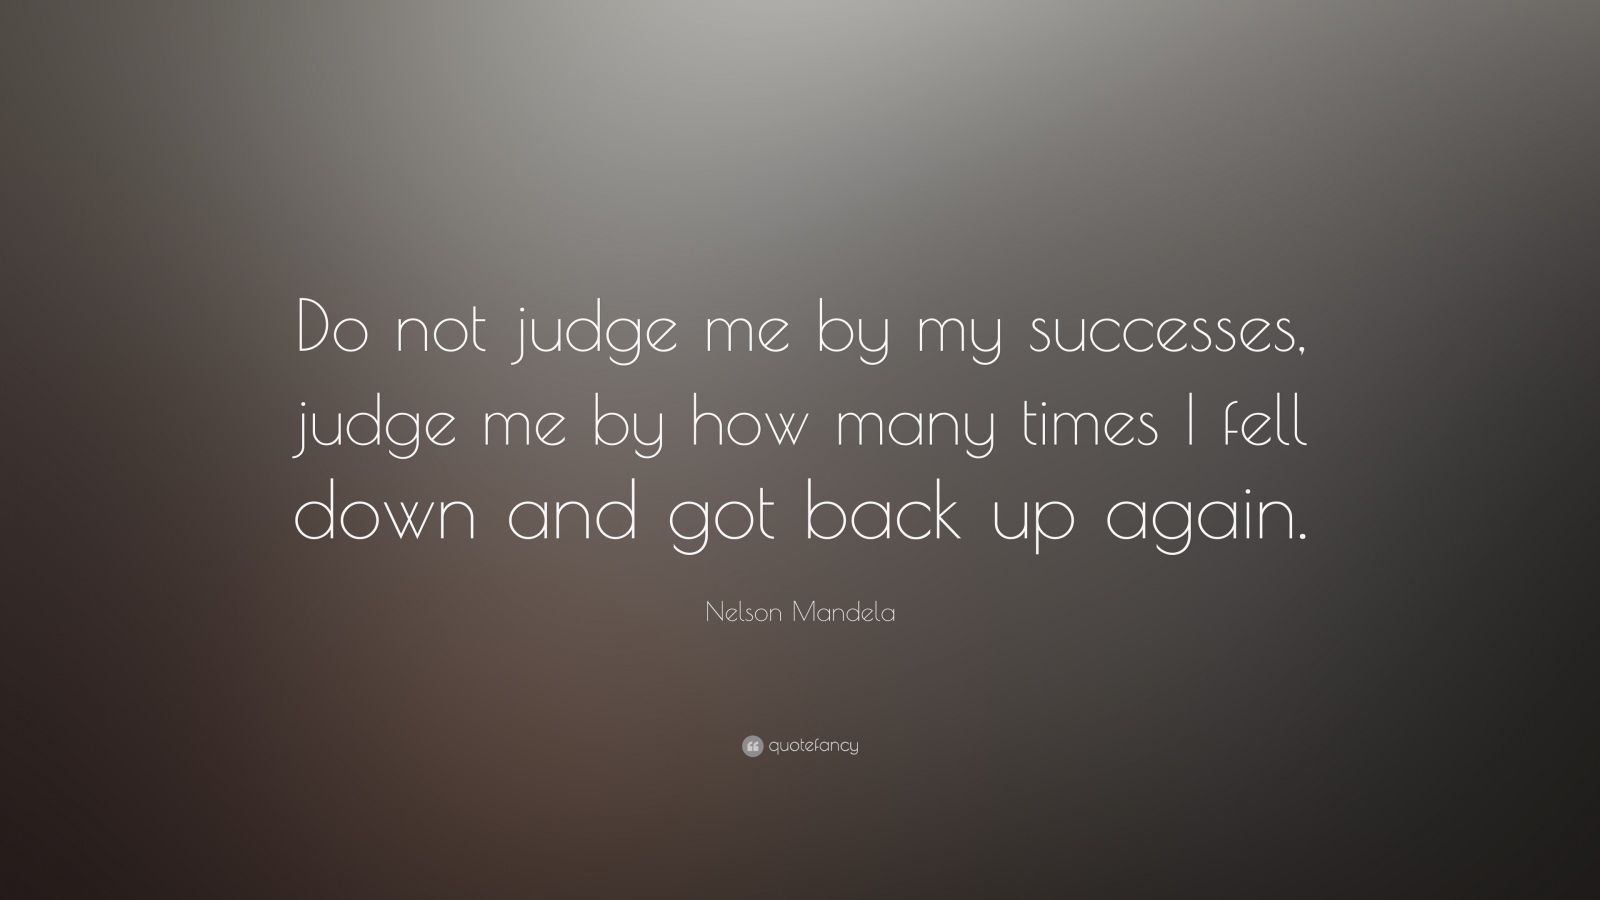 Do not judge me by my successes,
judge me by how many times I fell
down and got back up again.
Nelson Mandela
quotefancy